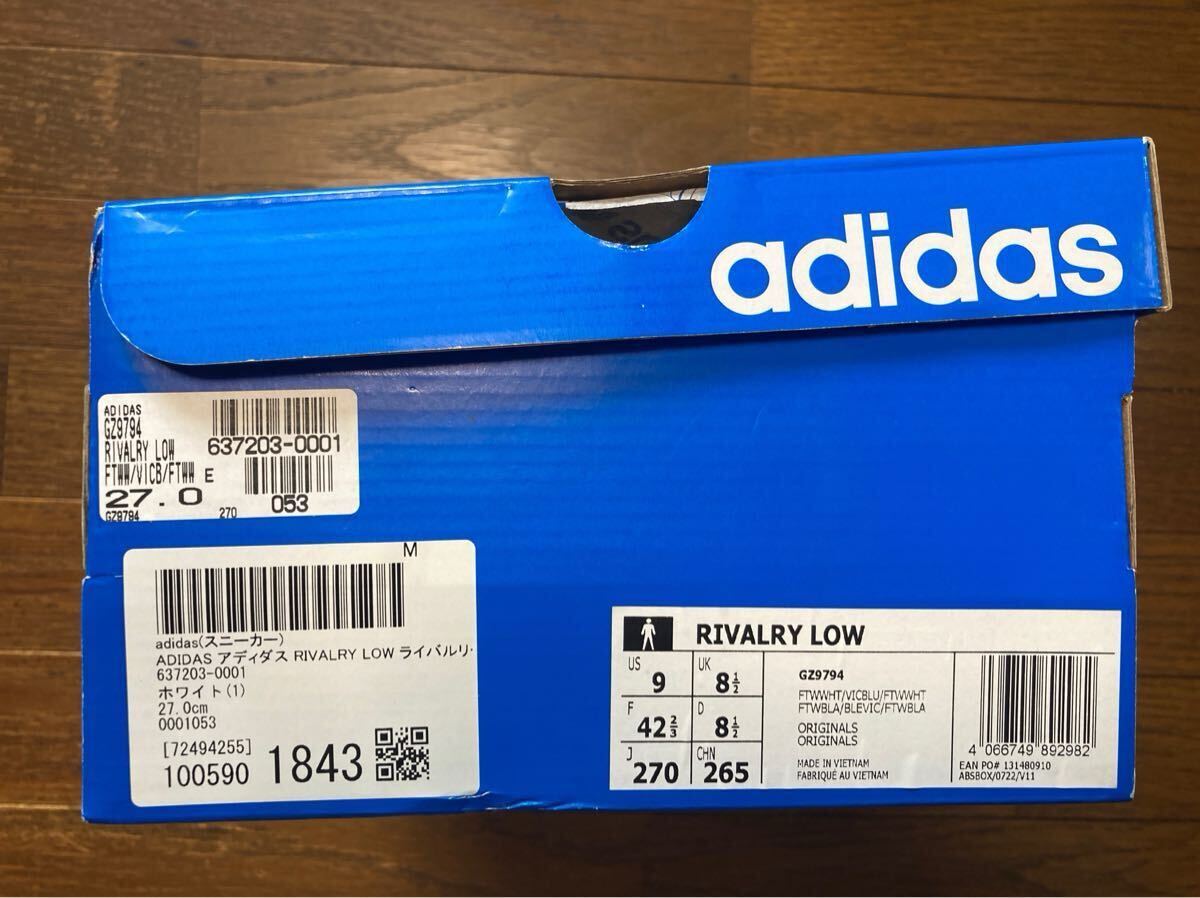 adidas
ADIDAS
GZ9794
RIVALRY LOW 637203-0001
FTWW/VICB/FTWW E
27.0 053
GZ9794 270
M
adidas(スニーカー)
ADIDAS アディダス RIVALRY LOW ライバルリ
637203-0001
ホワイト(1)
27.0cm
0001053
[72494255]
100590 1843
RIVALRY LOW
US 9 UK 8½
F 42⅔ D 8½
J 270 CHN 265
GZ9794
FTWWHT/VICBLU/FTWWHT
FTWBLA/BLEVIC/FTWBLA
ORIGINALS
ORIGINALS
MADE IN VIETNAM
FABRIQUÉ AU VIETNAM
4 066749 892982
EAN PO# 131480910
ABSBOX/0722/V11